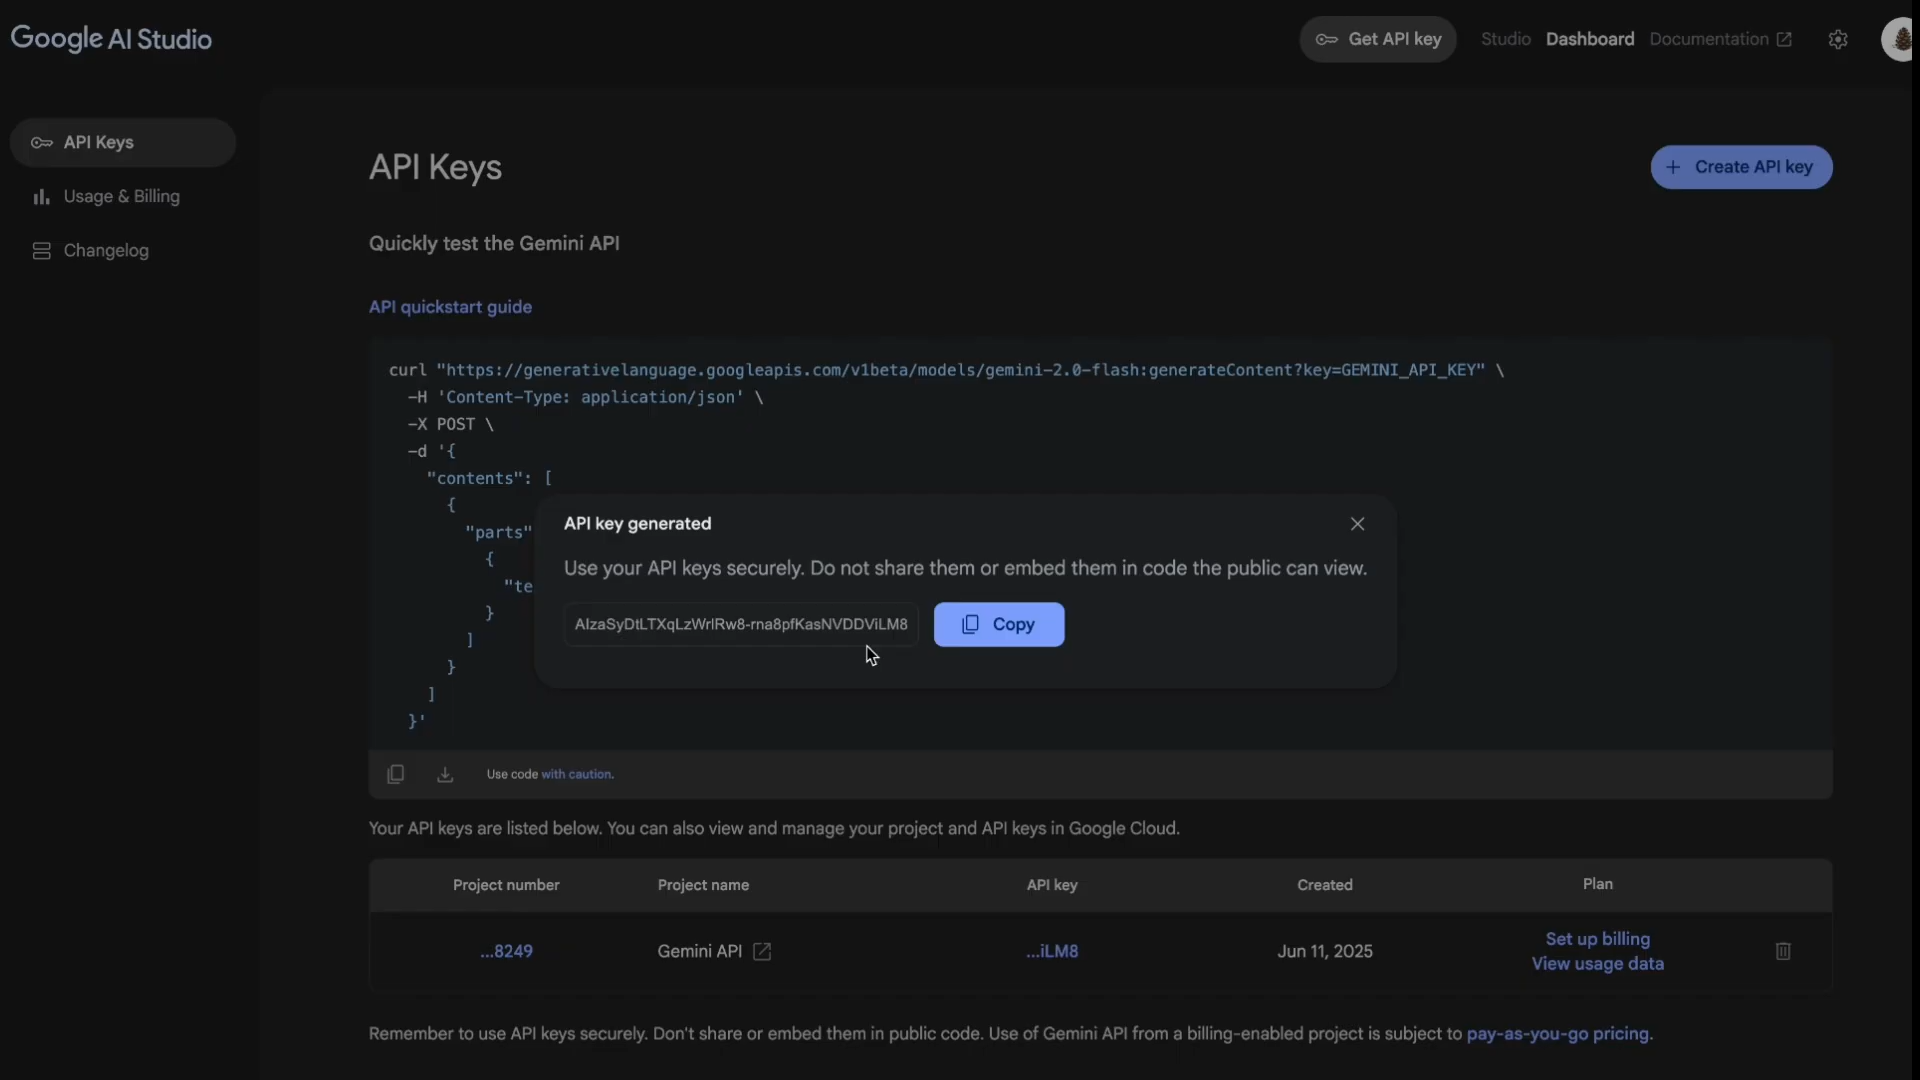 Google AI Studio
Get API key
Studio
Dashboard
Documentation
API Keys
Usage & Billing
Changelog
API Keys
Create API key
Quickly test the Gemini API
API quickstart guide
curl "https://generativelanguage.googleapis.com/v1beta/models/gemini-2.0-flash:generateContent?key=GEMINI_API_KEY" \
-H 'Content-Type: application/json' \
-X POST \
-d '{
"contents": [
{
"parts"
{
"te
}
]
}
]
}'
API key generated
Use your API keys securely. Do not share them or embed them in code the public can view.
Copy
Use code with caution.
Your API keys are listed below. You can also view and manage your project and API keys in Google Cloud.
Project number Project name API key Created Plan
...8249 Gemini API ...iLM8 Jun 11, 2025 Set up billing
View usage data
Remember to use API keys securely. Don't share or embed them in public code. Use of Gemini API from a billing-enabled project is subject to pay-as-you-go pricing.